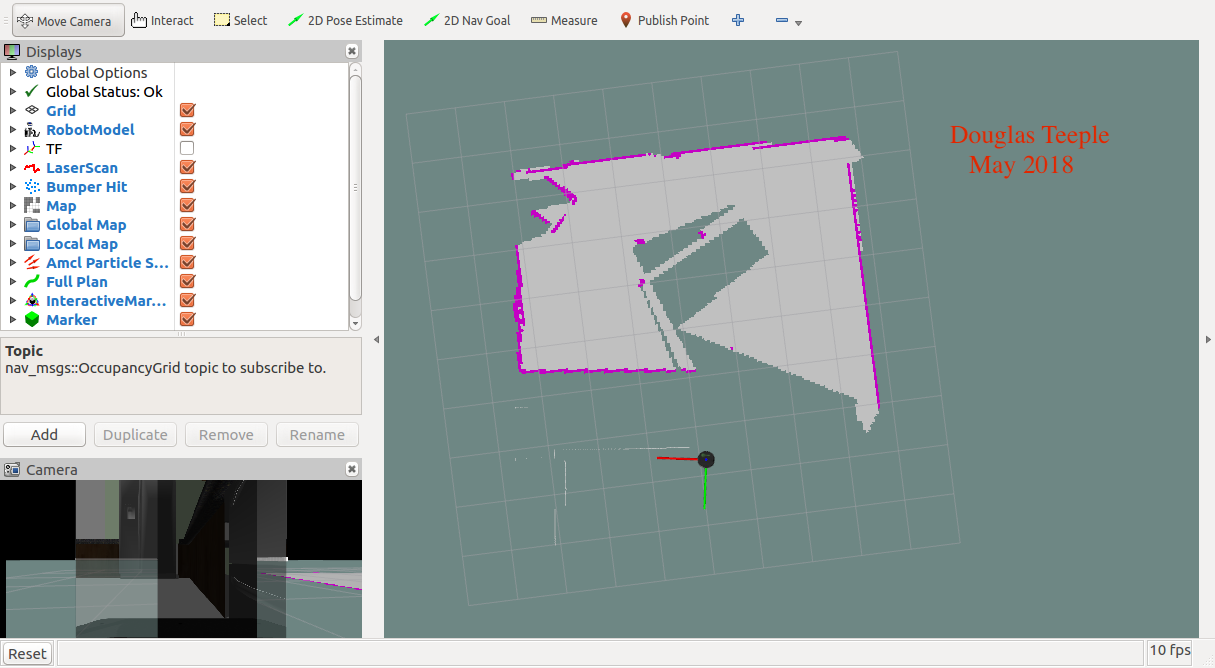 Move Camera Interact Select 2D Pose Estimate 2D Nav Goal Measure Publish Point
Displays
Global Options
Global Status: Ok
Grid
RobotModel
TF
LaserScan
Bumper Hit
Map
Global Map
Local Map
Amcl Particle S...
Full Plan
InteractiveMar...
Marker
Topic
nav_msgs::OccupancyGrid topic to subscribe to.
Add Duplicate Remove Rename
Camera
Douglas Teeple
May 2018
Reset
10 fps